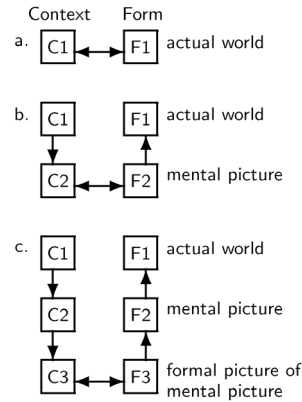 Context Form
a. C1 F1 actual world
b. C1 F1 actual world
C2 F2 mental picture
c. C1 F1 actual world
C2 F2 mental picture
C3 F3 formal picture of
mental picture